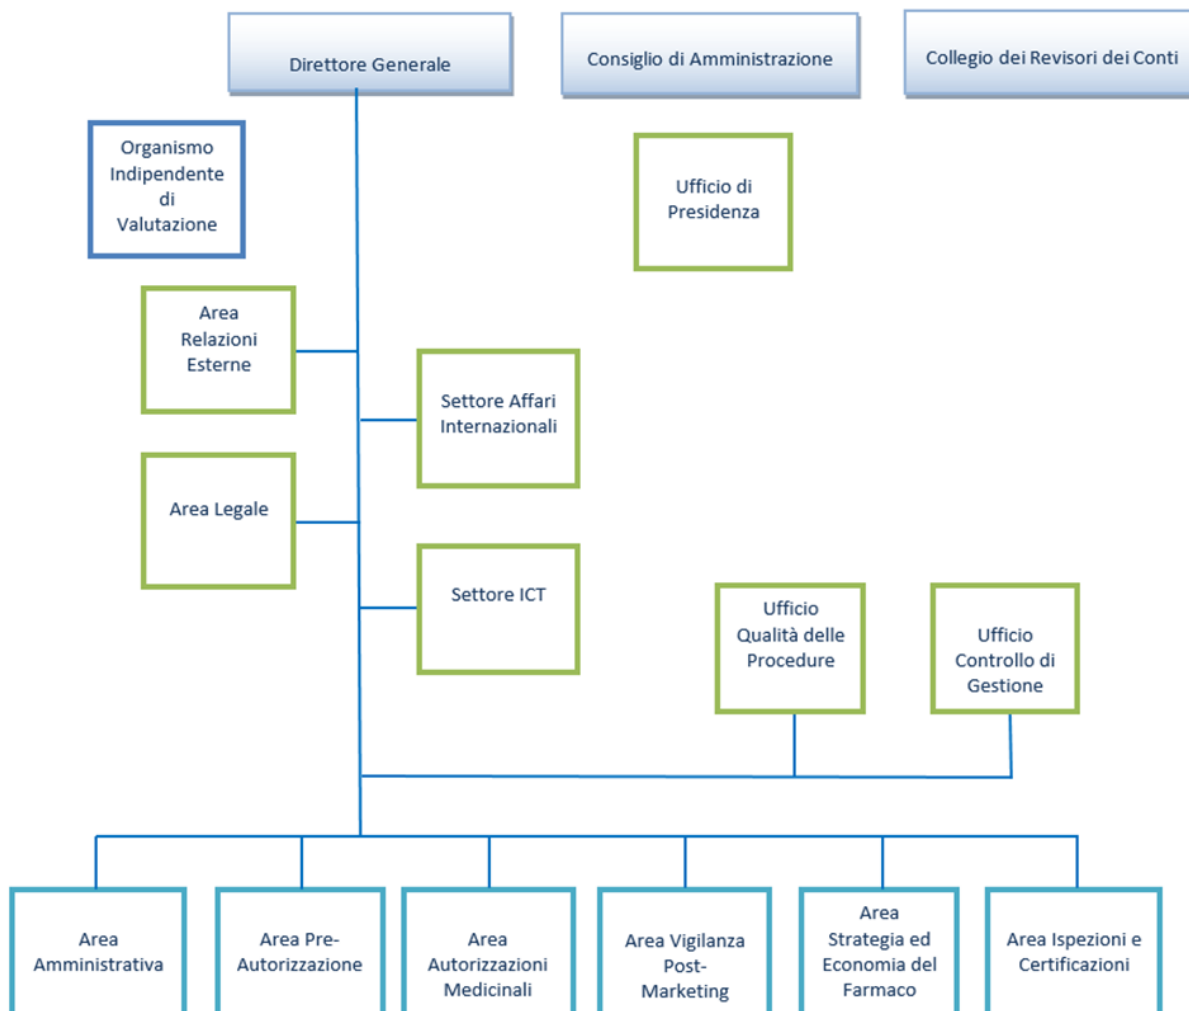 Direttore Generale
Consiglio di Amministrazione
Collegio dei Revisori dei Conti
Organismo
Indipendente
di
Valutazione
Ufficio di
Presidenza
Area
Relazioni
Esterne
Settore Affari
Internazionali
Area Legale
Settore ICT
Ufficio
Qualità delle
Procedure
Ufficio
Controllo di
Gestione
Area
Amministrativa
Area Pre-
Autorizzazione
Area
Autorizzazioni
Medicinali
Area Vigilanza
Post-
Marketing
Area
Strategia ed
Economia del
Farmaco
Area Ispezioni e
Certificazioni